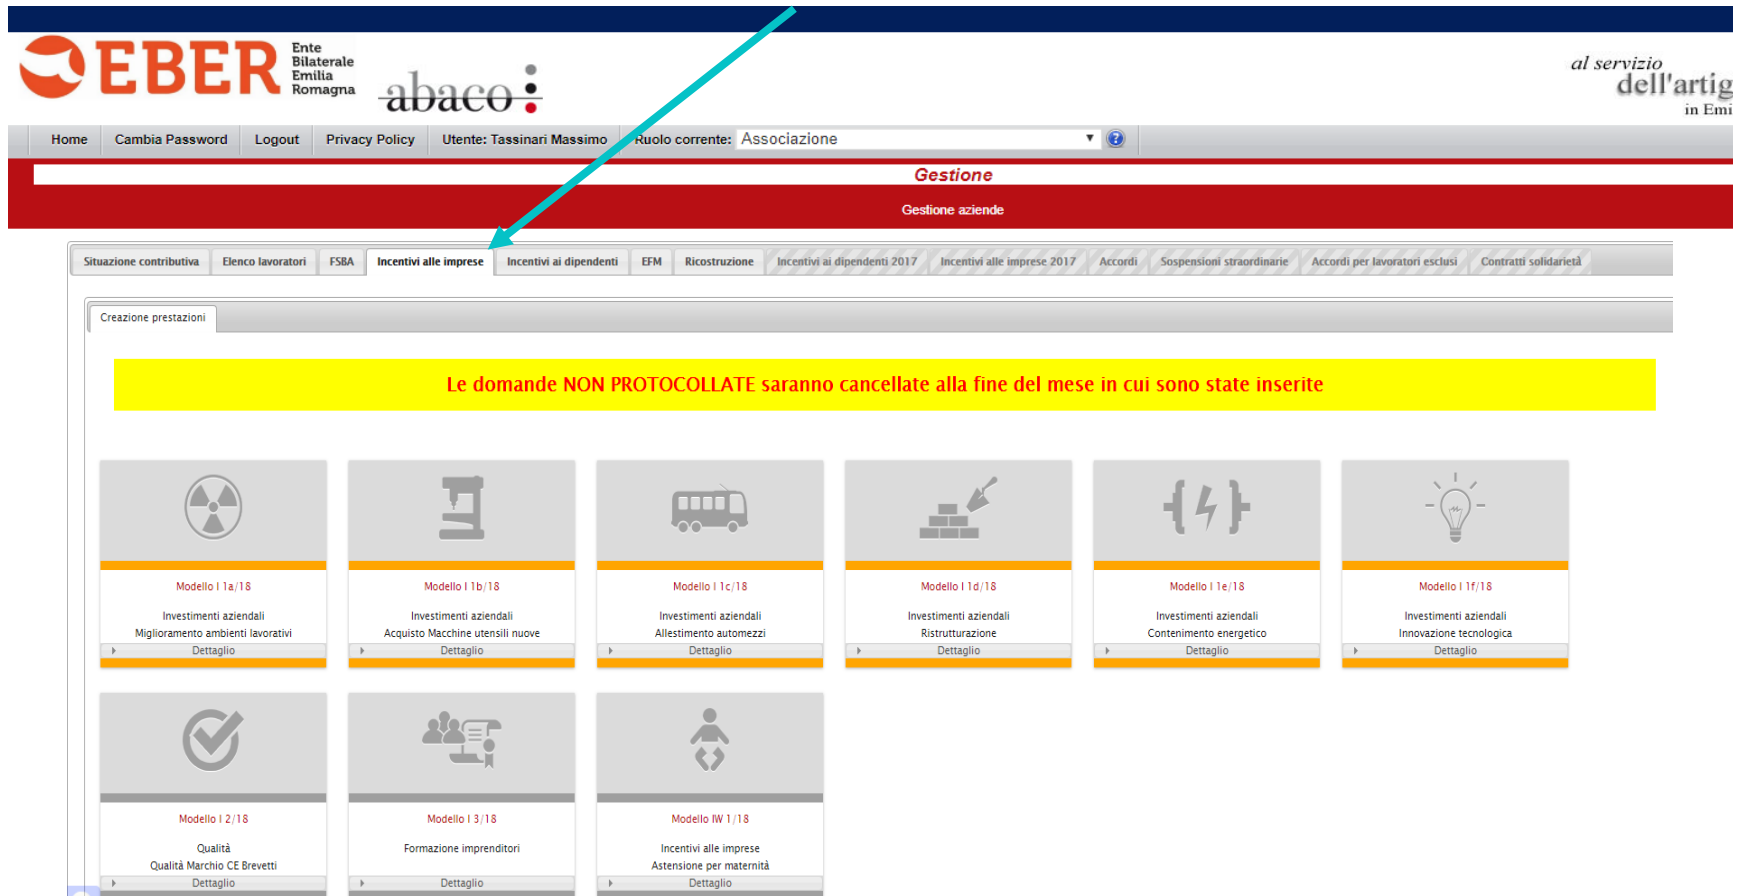 EBER
Ente
Bilaterale
Emilia
Romagna
abaco
al servizio
dell'artig
in Emi
Home Cambia Password Logout Privacy Policy Utente: Tassinari Massimo Ruolo corrente: Associazione
Gestione
Gestione aziende
Situazione contributiva Elenco lavoratori FSBA Incentivi alle imprese Incentivi ai dipendenti EFM Ricostruzione Incentivi ai dipendenti 2017 Incentivi alle imprese 2017 Accordi Sospensioni straordinarie Accordi per lavoratori esclusi Contratti solidarietà
Creazione prestazioni
Le domande NON PROTOCOLLATE saranno cancellate alla fine del mese in cui sono state inserite
Modello I 1a/18
Investimenti aziendali
Miglioramento ambienti lavorativi
Dettaglio
Modello I 1b/18
Investimenti aziendali
Acquisto Macchine utensili nuove
Dettaglio
Modello I 1c/18
Investimenti aziendali
Allestimento automezzi
Dettaglio
Modello I 1d/18
Investimenti aziendali
Ristrutturazione
Dettaglio
Modello I 1e/18
Investimenti aziendali
Contenimento energetico
Dettaglio
Modello I 1f/18
Investimenti aziendali
Innovazione tecnologica
Dettaglio
Modello I 2/18
Qualità
Qualità Marchio CE Brevetti
Dettaglio
Modello I 3/18
Formazione imprenditori
Dettaglio
Modello IW 1/18
Incentivi alle imprese
Astensione per maternità
Dettaglio